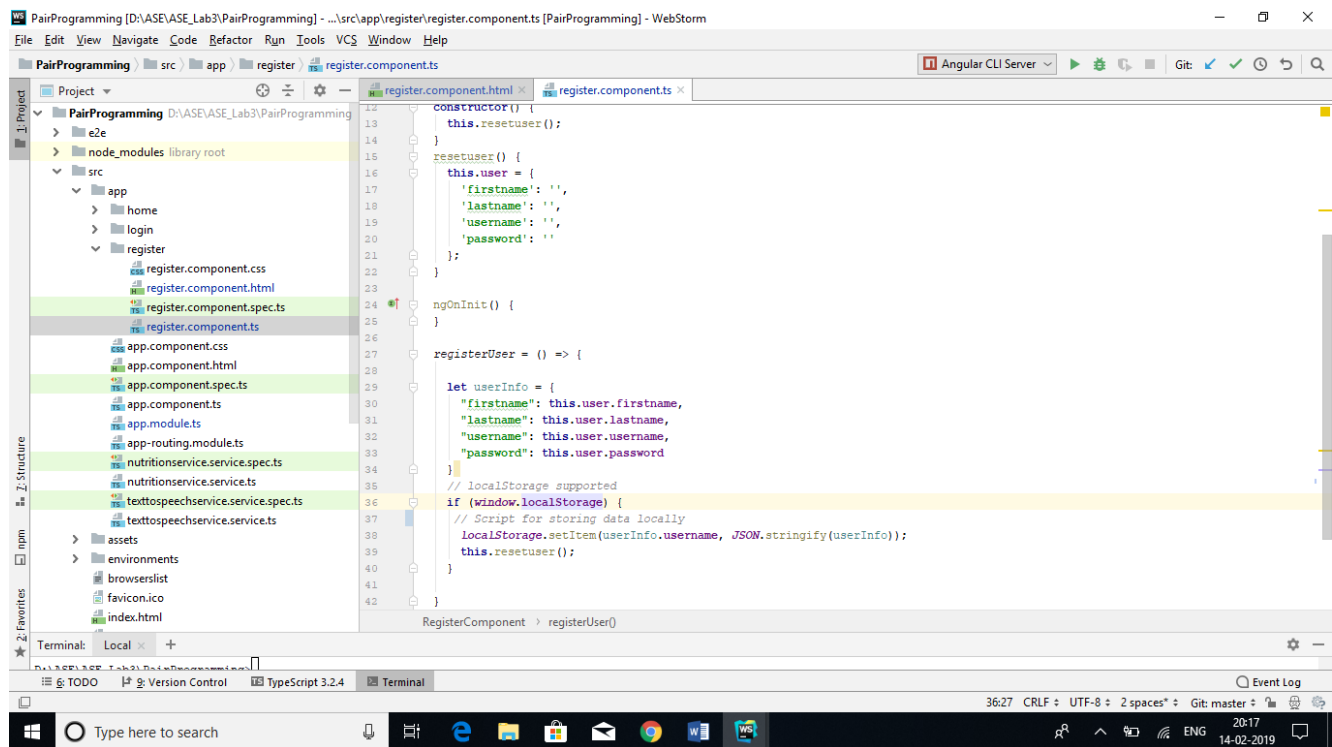 PairProgramming [D:\ASE\ASE_Lab3\PairProgramming] - ...\src\app\register\register.component.ts [PairProgramming] - WebStorm
File Edit View Navigate Code Refactor Run Tools VCS Window Help
PairProgramming src app register register.component.ts Angular CLI Server Git:
1: Project
Project
register.component.html
register.component.ts
PairProgramming D:\ASE\ASE_Lab3\PairProgramming
e2e
node_modules library root
src
app
home
login
register
register.component.css
register.component.html
register.component.spec.ts
register.component.ts
app.component.css
app.component.html
app.component.spec.ts
app.component.ts
app.module.ts
app-routing.module.ts
nutritionservice.service.spec.ts
nutritionservice.service.ts
texttospeechservice.service.spec.ts
texttospeechservice.service.ts
assets
environments
browserslist
favicon.ico
index.html
12 constructor() {
13 this.resetuser();
14 }
15 resetuser() {
16 this.user = {
17 'firstname': '',
18 'lastname': '',
19 'username': '',
20 'password': ''
21 };
22 }
23
24 ngOnInit() {
25 }
26
27 registerUser = () => {
28
29 let userInfo = {
30 "firstname": this.user.firstname,
31 "lastname": this.user.lastname,
32 "username": this.user.username,
33 "password": this.user.password
34 }
35 // localStorage supported
36 if (window.localStorage) {
37 // Script for storing data locally
38 localStorage.setItem(userInfo.username, JSON.stringify(userInfo));
39 this.resetuser();
40 }
41
42 }
RegisterComponent > registerUser()
Z: Structure
npm
2: Favorites
Terminal: Local +
D:\ASE\ASE_Lab3\PairProgramming>
6: TODO 9: Version Control TypeScript 3.2.4 Terminal Event Log
36:27 CRLF UTF-8 2 spaces* Git: master
Type here to search
ENG
20:17
14-02-2019